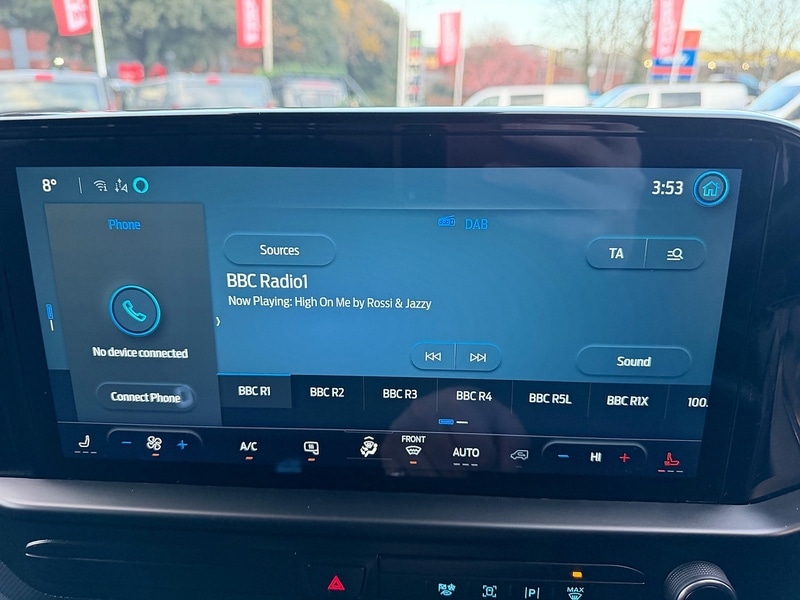 8°
3:53
Phone
DAB
Sources
TA
BBC Radio1
Now Playing: High On Me by Rossi & Jazzy
No device connected
Sound
Connect Phone
BBC R1
BBC R2
BBC R3
BBC R4
BBC R5L
BBC R1X
100.
A/C
FRONT
AUTO
HI
P
MAX